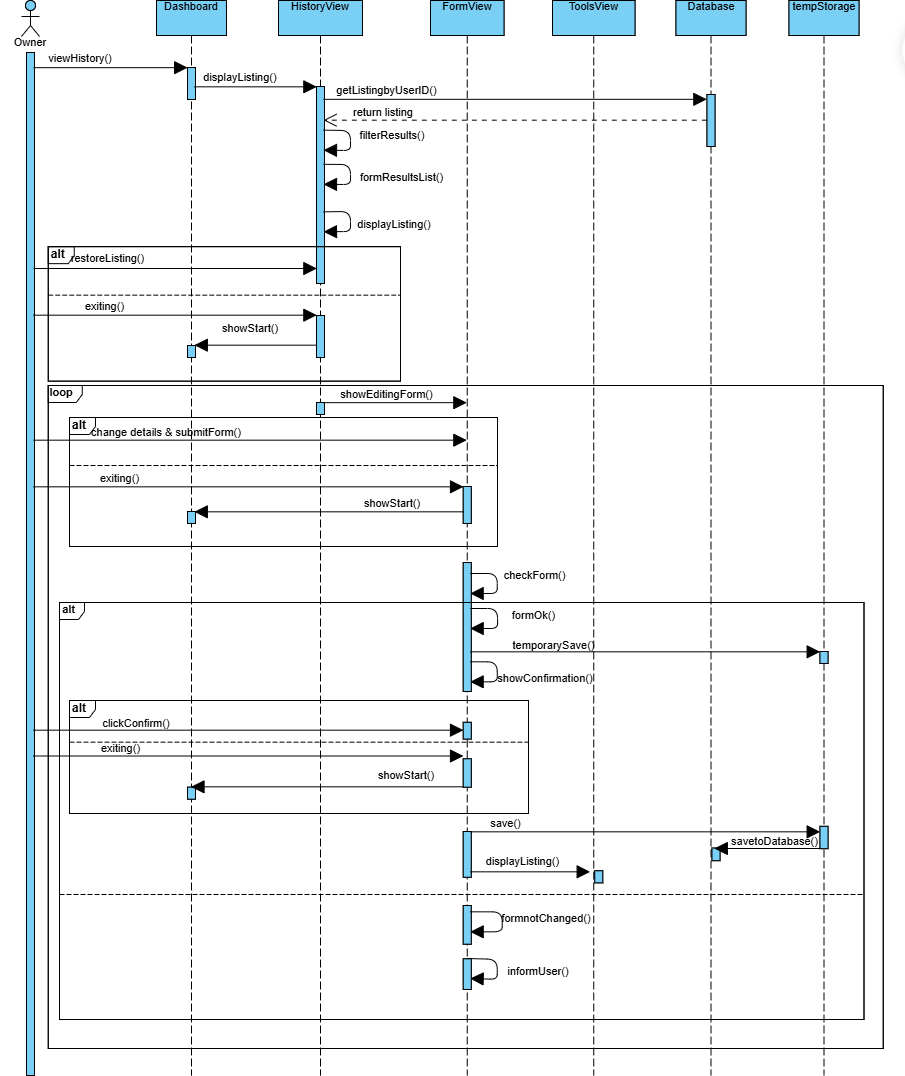 Dashboard
HistoryView
FormView
ToolsView
Database
tempStorage
Owner
viewHistory()
displayListing()
getListingbyUserID()
return listing
filterResults()
formResultsList()
displayListing()
alt
restoreListing()
exiting()
showStart()
loop
showEditingForm()
alt
change details & submitForm()
exiting()
showStart()
checkForm()
alt
formOk()
temporarySave()
showConfirmation()
alt
clickConfirm()
exiting()
showStart()
save()
savetoDatabase()
displayListing()
formnotChanged()
informUser()